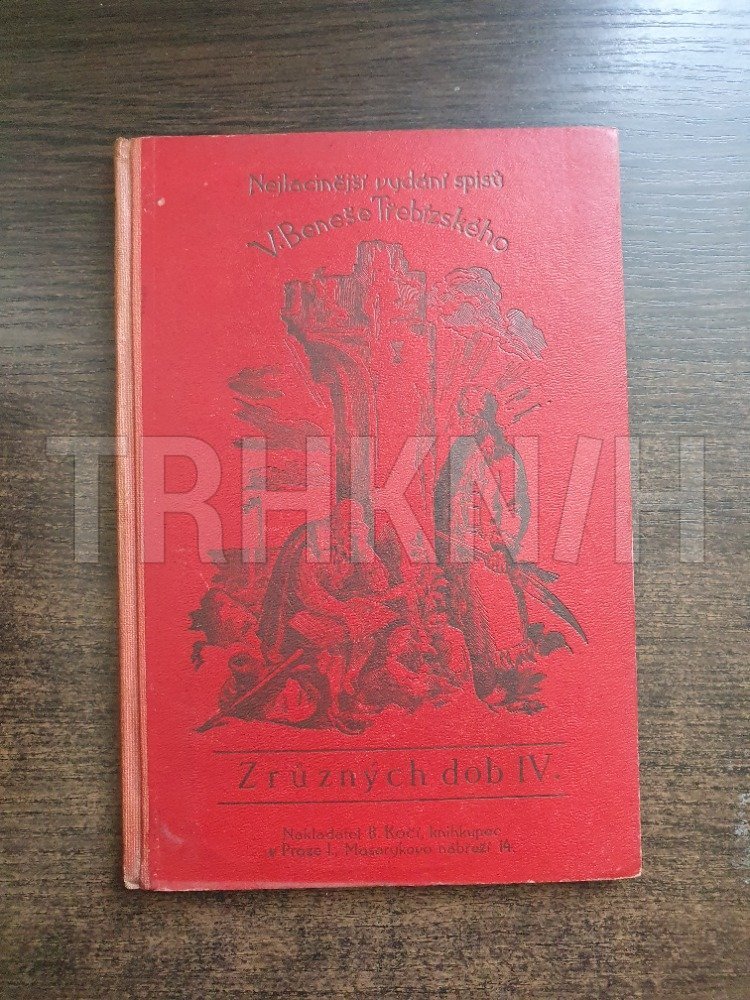 Nejlacinější vydání spisů
V. Beneše Třebízského
TRHKNIH
Z různých dob IV.
Nakladatel B. Kočí, knihkupec
v Praze I., Masarykovo nábřeží 14.